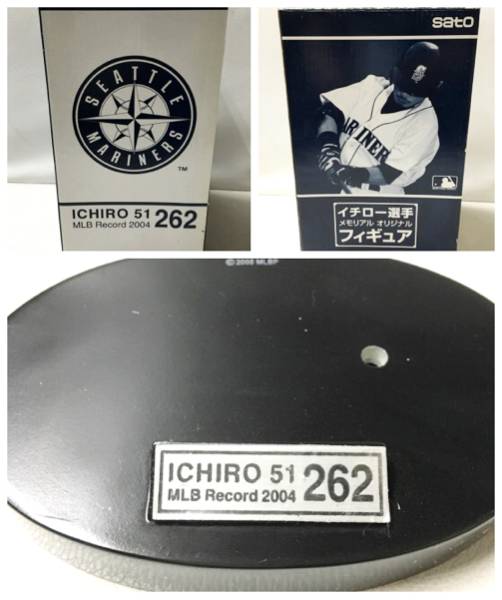 SEATTLE
MARINERS
TM
ICHIRO 51
MLB Record 2004
262
sato
MARINERS
イチロー選手
メモリアル オリジナル
フィギュア
© 2005 MLBP
ICHIRO 51
MLB Record 2004
262